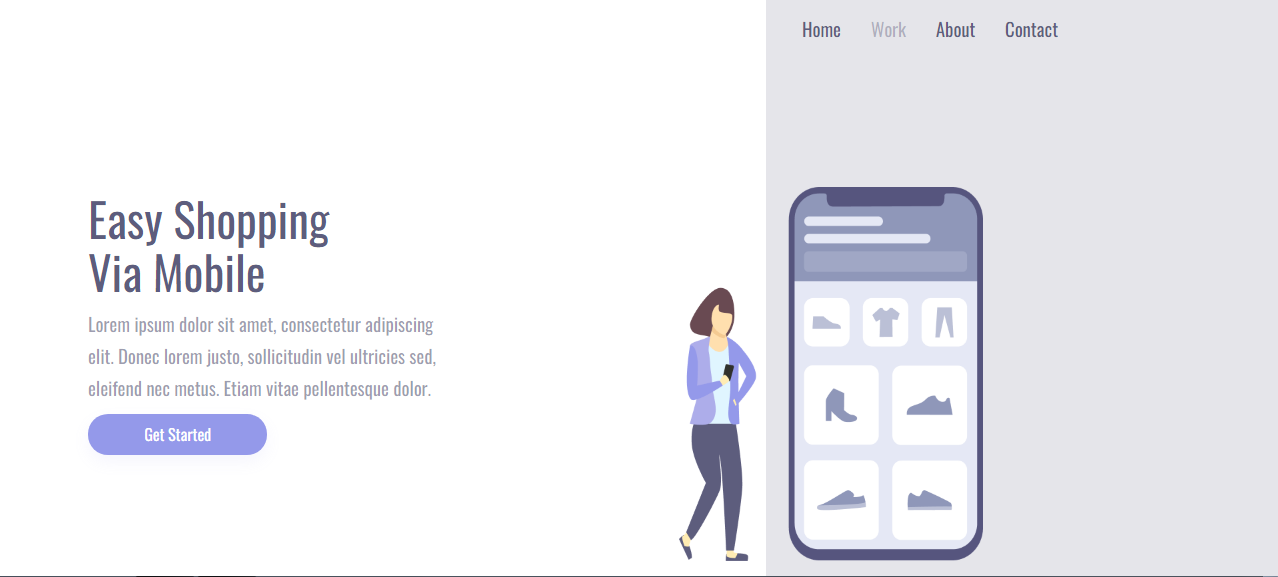 Home Work About Contact
Easy Shopping
Via Mobile
Lorem ipsum dolor sit amet, consectetur adipiscing
elit. Donec lorem justo, sollicitudin vel ultricies sed,
eleifend nec metus. Etiam vitae pellentesque dolor.
Get Started